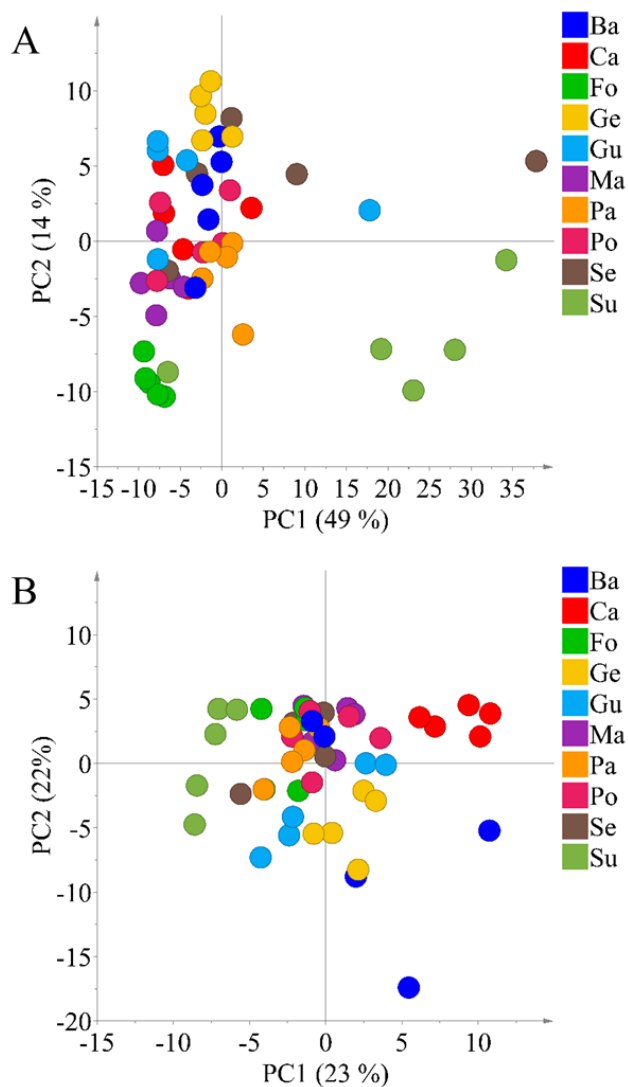 A
Ba
Ca
Fo
Ge
Gu
Ma
Pa
Po
Se
Su
10
5
0
-5
-10
-15
PC2 (14 %)
-15 -10 -5 0 5 10 15 20 25 30 35
PC1 (49 %)
B
Ba
Ca
Fo
Ge
Gu
Ma
Pa
Po
Se
Su
10
5
0
-5
-10
-15
-20
PC2 (22%)
-15 -10 -5 0 5 10
PC1 (23 %)